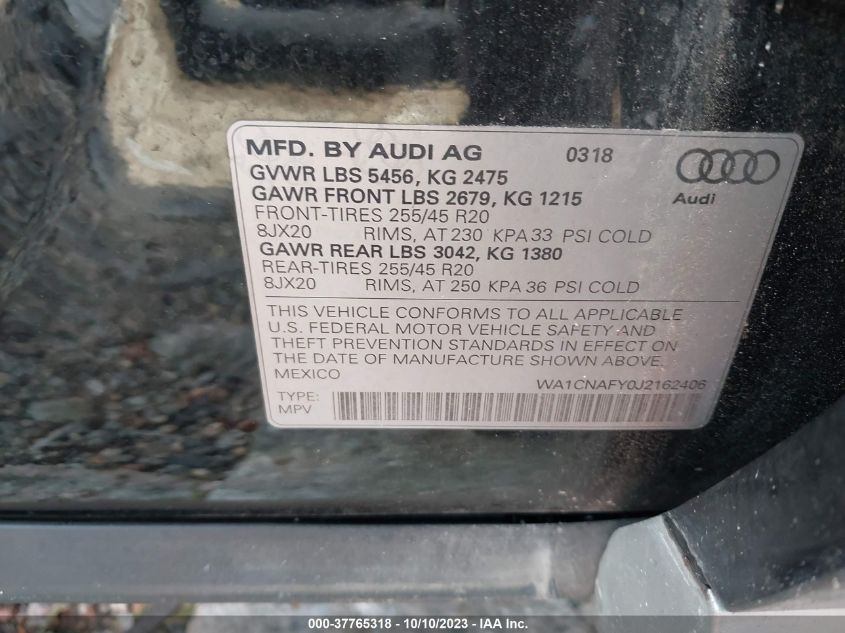 MFD. BY AUDI AG 0318
GVWR LBS 5456, KG 2475
GAWR FRONT LBS 2679, KG 1215
Audi
FRONT-TIRES 255/45 R20
8JX20 RIMS, AT 230 KPA 33 PSI COLD
GAWR REAR LBS 3042, KG 1380
REAR-TIRES 255/45 R20
8JX20 RIMS, AT 250 KPA 36 PSI COLD
THIS VEHICLE CONFORMS TO ALL APPLICABLE
U.S. FEDERAL MOTOR VEHICLE SAFETY AND
THEFT PREVENTION STANDARDS IN EFFECT ON
THE DATE OF MANUFACTURE SHOWN ABOVE.
MEXICO
WA1CNAFY0J2162406
TYPE:
MPV
000-37765318 - 10/10/2023 - IAA Inc.